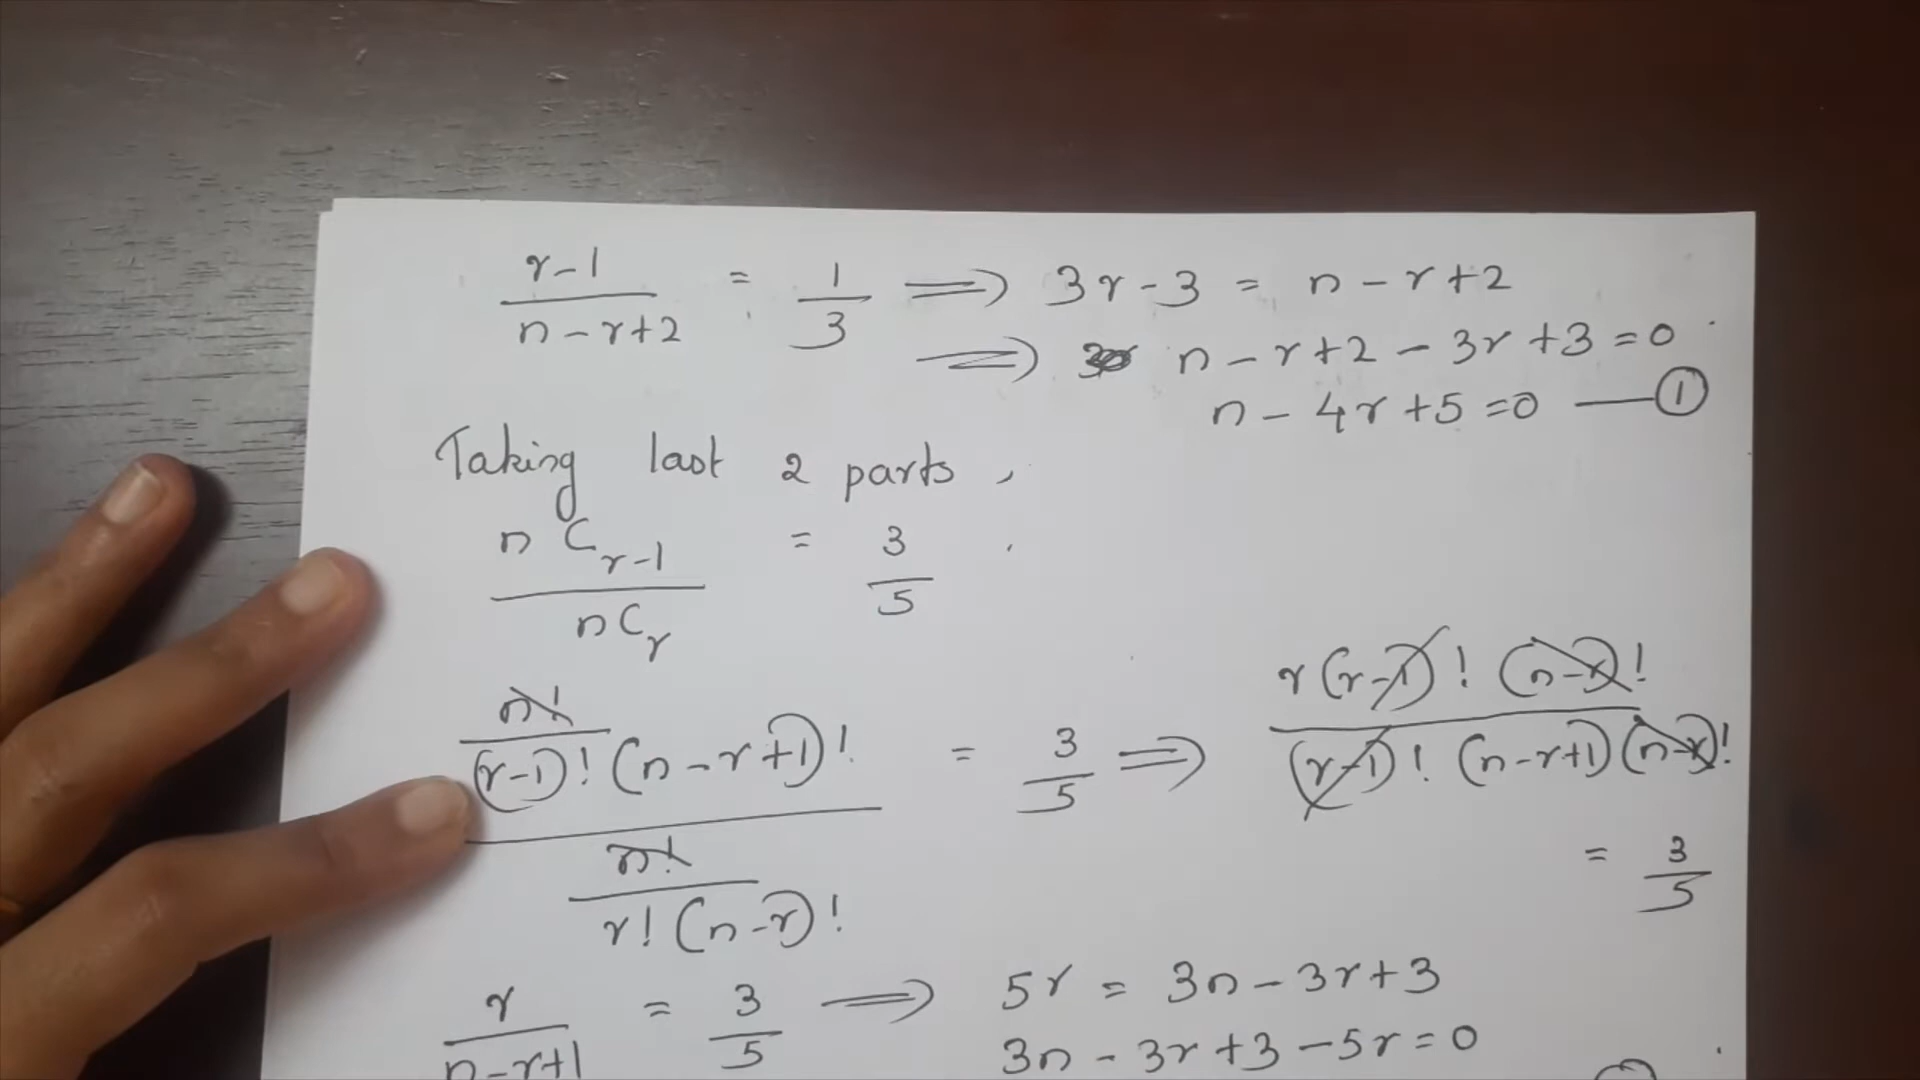 r-1 / n-r+2 = 1/3 ⟹ 3r-3 = n-r+2
⟹ n-r+2-3r+3=0
n-4r+5=0 —①
Taking last 2 parts,
nC_{r-1} / nC_r = 3/5
n! / (r-1)! (n-r+1)! / n! / r! (n-r)! = 3/5 ⟹ r(r-1)! (n-r)! / (r-1)! (n-r+1)(n-r)!
= 3/5
r / n-r+1 = 3/5 ⟹ 5r = 3n-3r+3
3n-3r+3-5r=0